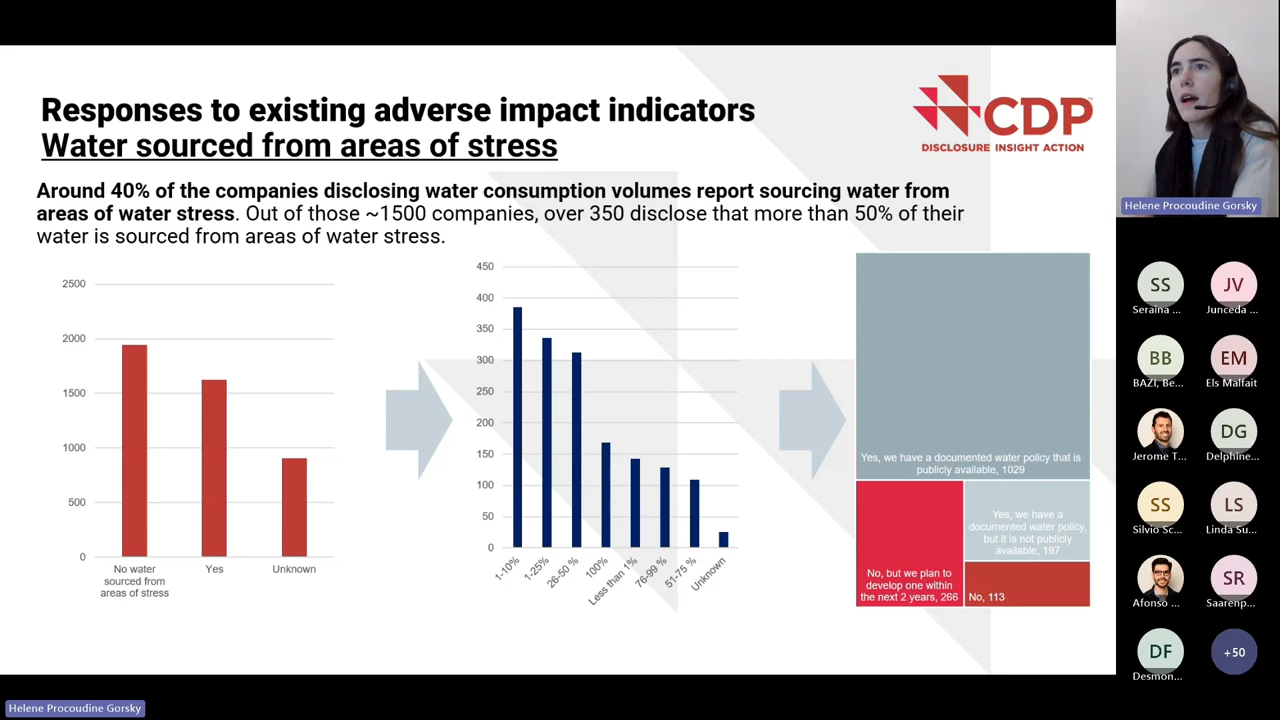 Responses to existing adverse impact indicators
Water sourced from areas of stress
CDP
DISCLOSURE INSIGHT ACTION
Around 40% of the companies disclosing water consumption volumes report sourcing water from
areas of water stress. Out of those ~1500 companies, over 350 disclose that more than 50% of their
water is sourced from areas of water stress.
2500
2000
1500
1000
500
0
No water
sourced from
areas of stress
Yes
Unknown
450
400
350
300
250
200
150
100
50
0
1-10%
1-25%
26-50 %
100%
Less than 1%
76-99 %
51-75 %
Unknown
Yes, we have a documented water policy that is
publicly available, 1029
No, but we plan to
develop one within
the next 2 years, 266
Yes, we have a
documented water policy,
but it is not publicly
available, 197
No, 113
Helene Procoudine Gorsky
SS
Seraina ...
JV
Junceda ...
BB
BAZI, Be...
EM
Els Malfait
Jerome T...
DG
Delphine...
SS
Silvio Sc...
LS
Linda Su...
Afonso ...
SR
Saarenp...
DF
Desmon...
+50
Helene Procoudine Gorsky